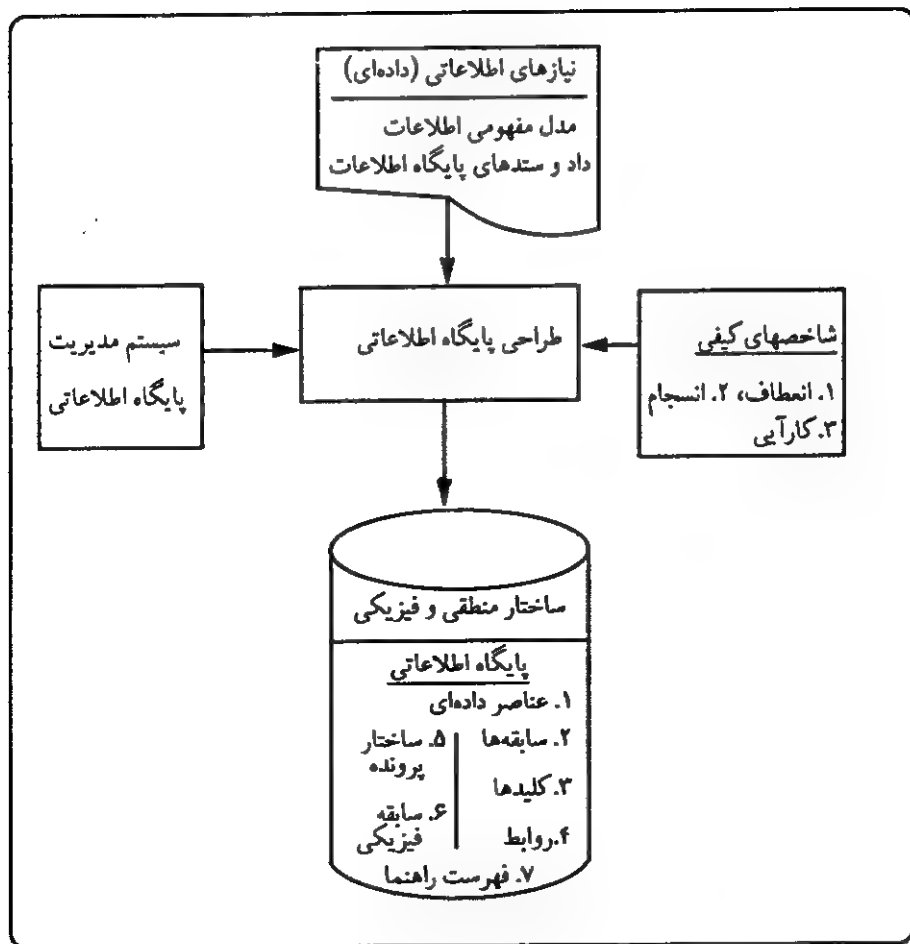 نیازهای اطلاعاتی (داده‌ای)
مدل مفهومی اطلاعات
داد و ستدهای پایگاه اطلاعات
شاخصهای کیفی
۱. انعطاف، ۲. انسجام
۳. کارآیی
طراحی پایگاه اطلاعاتی
سیستم مدیریت
پایگاه اطلاعاتی
ساختار منطقی و فیزیکی
پایگاه اطلاعاتی
۱. عناصر داده‌ای
۲. سابقه‌ها
۳. کلیدها
۴. روابط
۵. ساختار
پرونده
۶. سابقه
فیزیکی
۷. فهرست راهنما